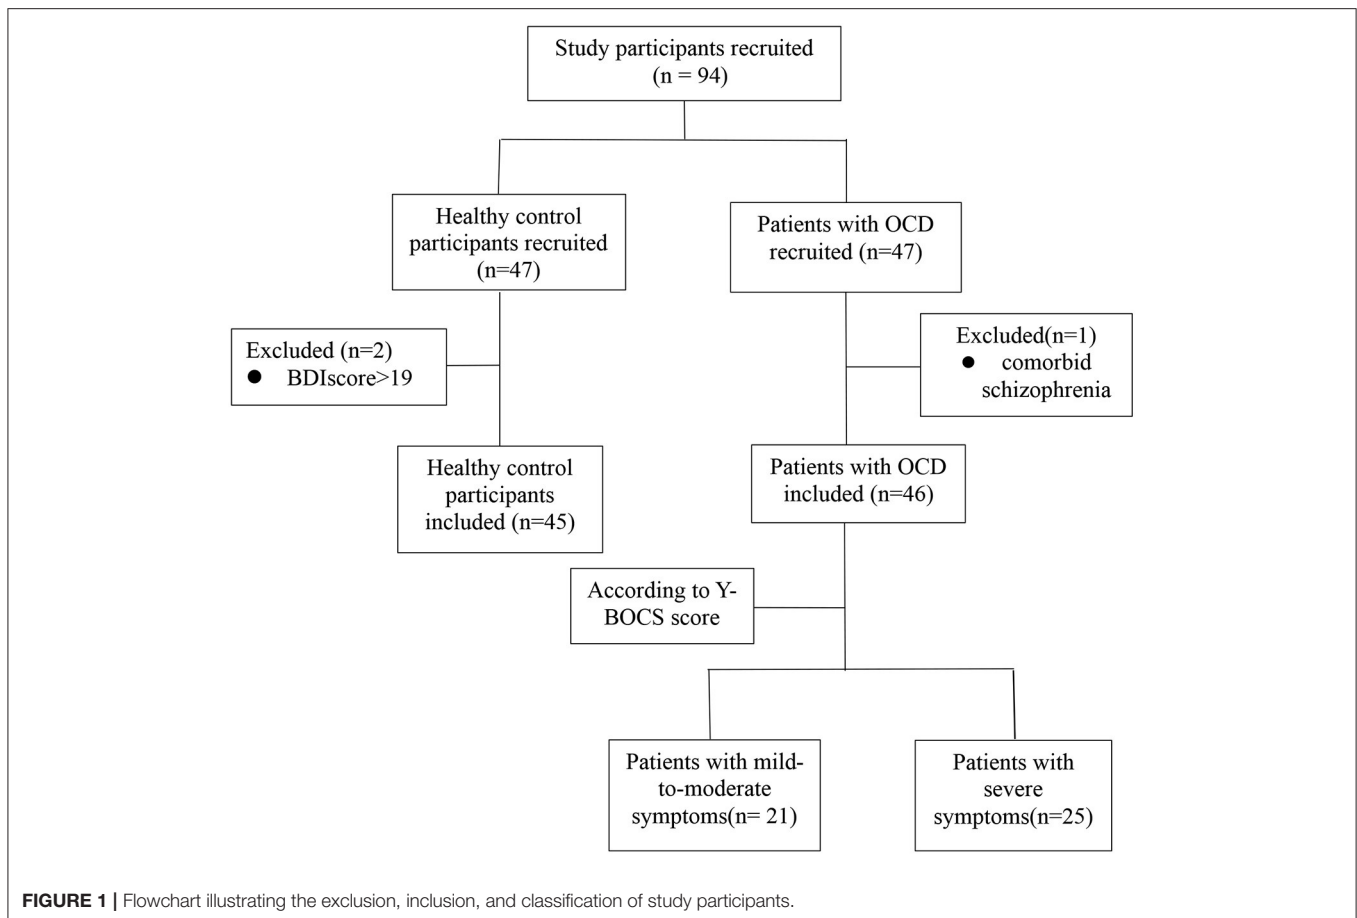 Study participants recruited
(n = 94)
Healthy control
participants recruited
(n=47)
Patients with OCD
recruited (n=47)
Excluded (n=2)
● BDIscore>19
Excluded(n=1)
● comorbid
schizophrenia
Healthy control
participants
included (n=45)
Patients with OCD
included (n=46)
According to Y-
BOCS score
Patients with mild-
to-moderate
symptoms(n= 21)
Patients with
severe
symptoms(n=25)
FIGURE 1 | Flowchart illustrating the exclusion, inclusion, and classification of study participants.